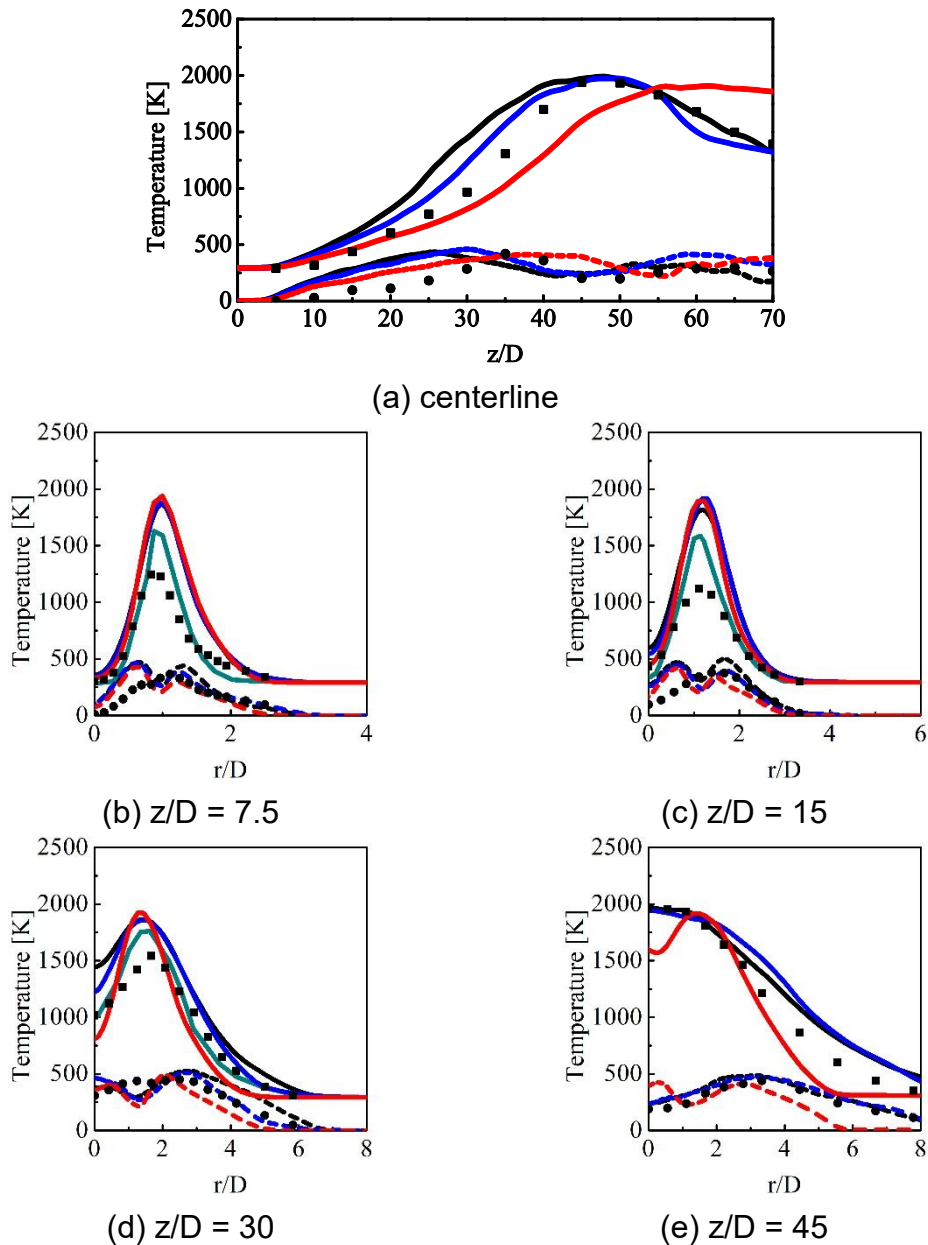 2500
2000
1500
1000
500
0
Temperature [K]
0 10 20 30 40 50 60 70
z/D
(a) centerline
2500
2000
1500
1000
500
0
Temperature [K]
0 2 4
r/D
(b) z/D = 7.5
2500
2000
1500
1000
500
0
Temperature [K]
0 2 4 6
r/D
(c) z/D = 15
2500
2000
1500
1000
500
0
Temperature [K]
0 2 4 6 8
r/D
(d) z/D = 30
2500
2000
1500
1000
500
0
Temperature [K]
0 2 4 6 8
r/D
(e) z/D = 45